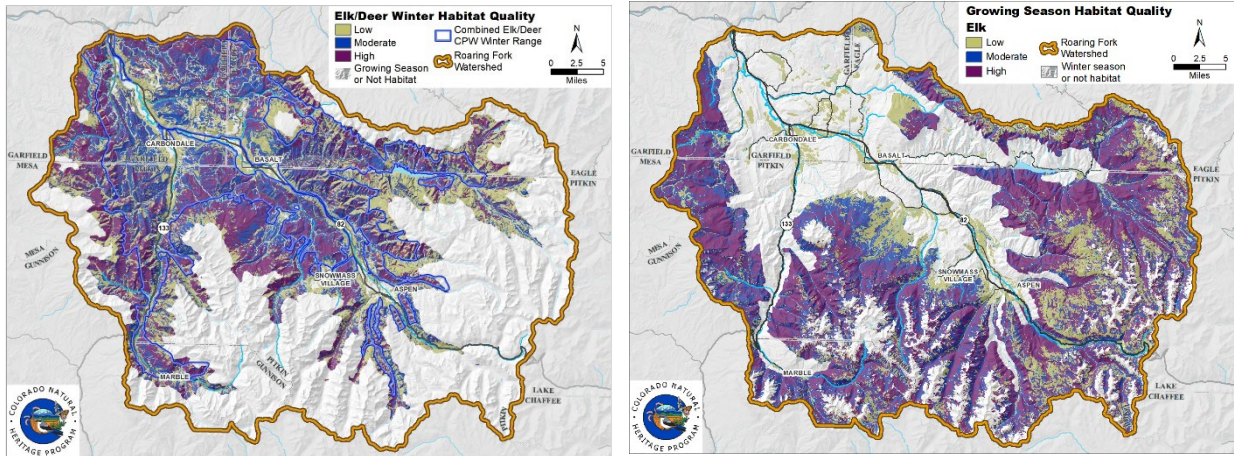 Elk/Deer Winter Habitat Quality
Low
Moderate
High
Growing Season
or Not Habitat
Combined Elk/Deer
CPW Winter Range
Roaring Fork
Watershed
N
0 2.5 5
Miles
GARFIELD
MESA
CARBONDALE
BASALT
EAGLE
PITKIN
133
82
MESA
GUNNISON
SNOWMASS
VILLAGE
ASPEN
PITKIN
GUNNISON
MARBLE
LAKE
CHAFFEE
PITKIN
COLORADO NATURAL
HERITAGE PROGRAM
Growing Season Habitat Quality
Elk
Low
Moderate
High
Roaring Fork
Watershed
Winter season
or not habitat
N
0 2.5 5
Miles
GARFIELD
EAGLE
CARBONDALE
GARFIELD
MESA
GARFIELD
PITKIN
BASALT
EAGLE
PITKIN
133
82
MESA
GUNNISON
SNOWMASS
VILLAGE
ASPEN
MARBLE
LAKE
CHAFFEE
COLORADO NATURAL
HERITAGE PROGRAM